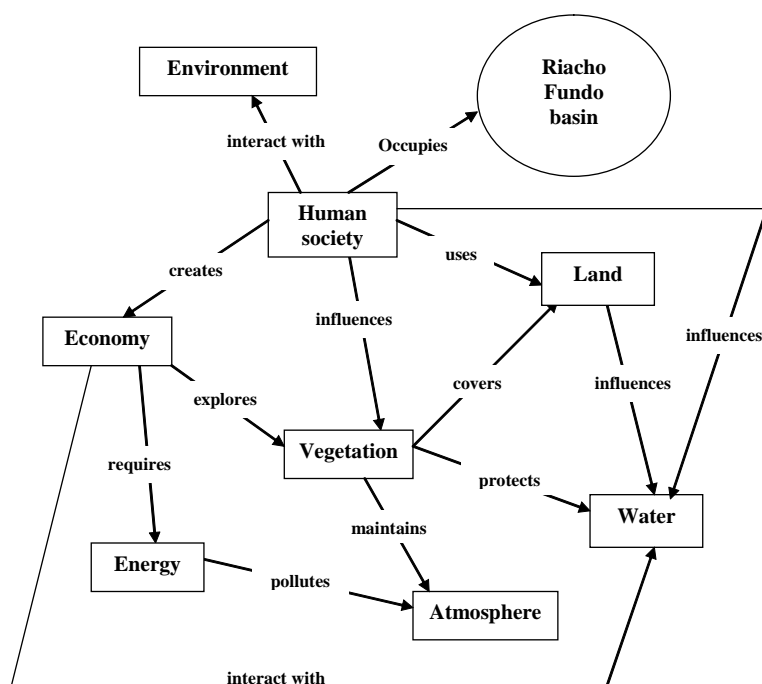 Environment
Riacho
Fundo
basin
interact with
Occupies
Human
society
uses
Land
creates
influences
Economy
influences
explores
covers
influences
Vegetation
requires
protects
Water
maintains
Energy
pollutes
Atmosphere
interact with